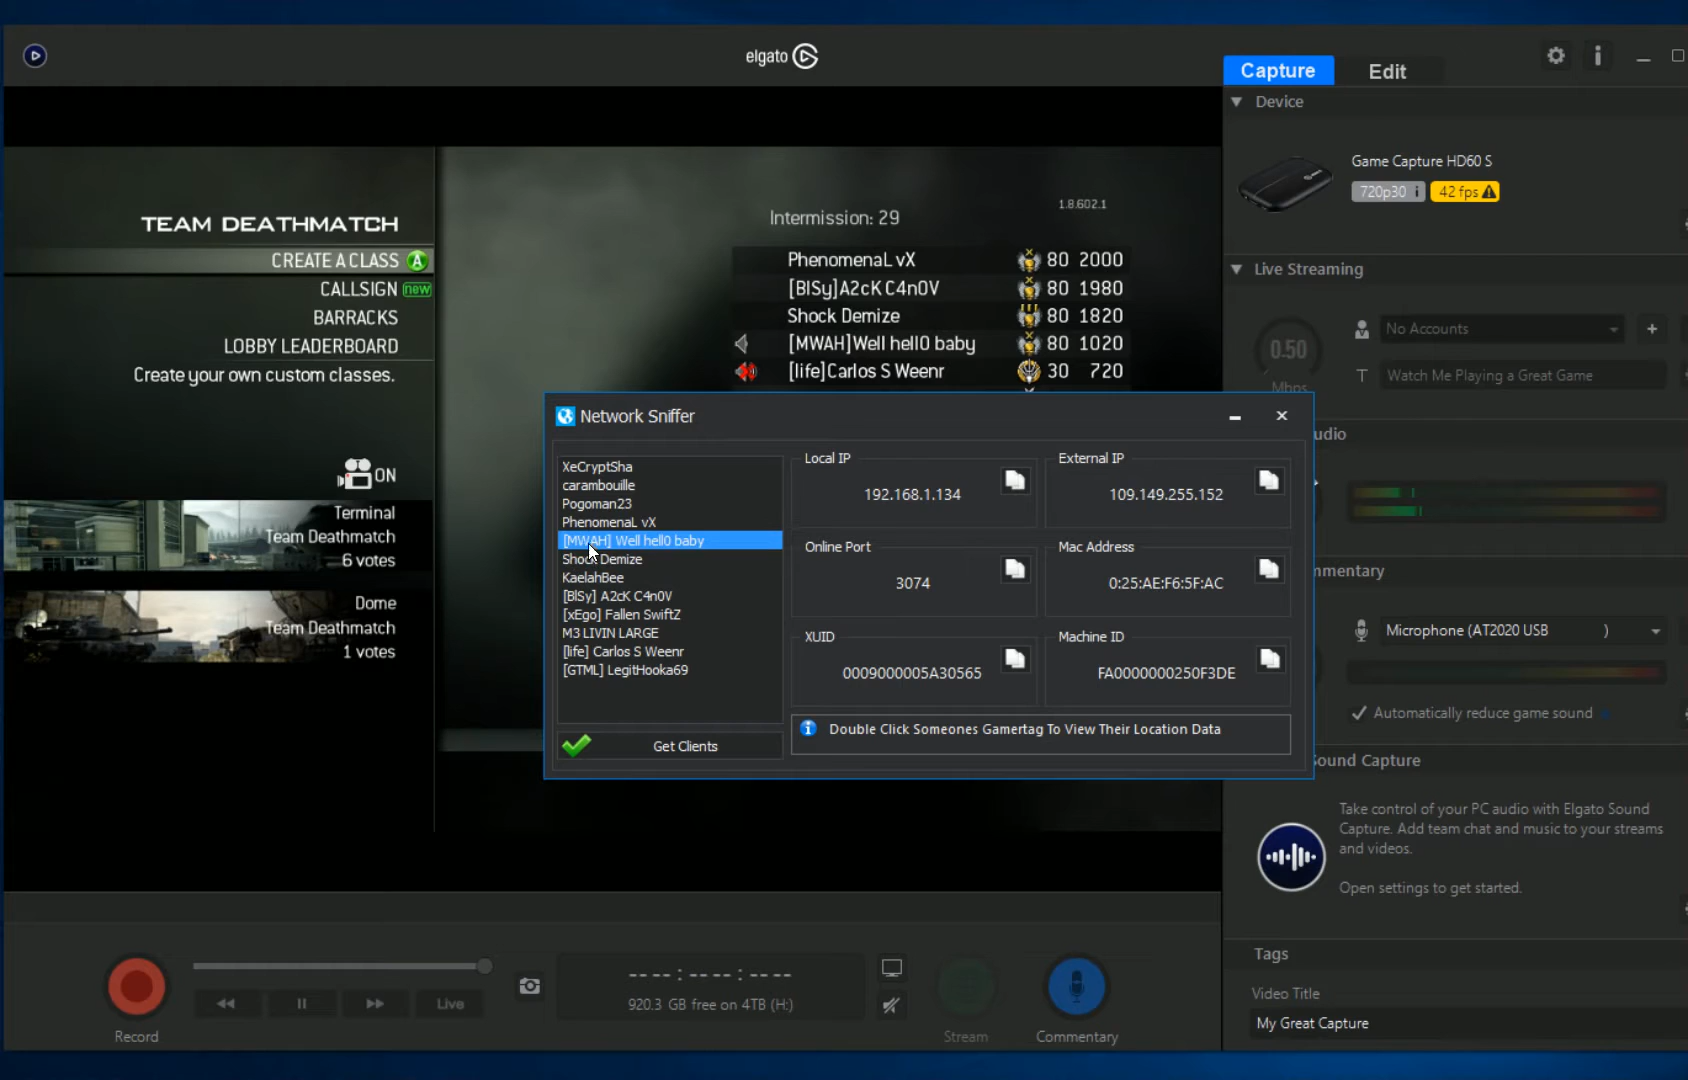 elgato
Capture
Edit
Device
Game Capture HD60 S
720p30 i
42 fps
Live Streaming
0.50
Mbps
No Accounts
+
T Watch Me Playing a Great Game
TEAM DEATHMATCH
CREATE A CLASS A
CALLSIGN new
BARRACKS
LOBBY LEADERBOARD
Create your own custom classes.
ON
Terminal
Team Deathmatch
6 votes
Dome
Team Deathmatch
1 votes
1.8.602.1
Intermission: 29
PhenomenaL vX 80 2000
[BlSy]A2cK C4n0V 80 1980
Shock Demize 80 1820
[MWAH]Well hell0 baby 80 1020
[life]Carlos S Weenr 30 720
Network Sniffer
XeCryptSha
carambouille
Pogoman23
PhenomenaL vX
[MWAH] Well hell0 baby
Shock Demize
KaelahBee
[BlSy] A2cK C4n0V
[xEgo] Fallen SwiftZ
M3 LIVIN LARGE
[life] Carlos S Weenr
[GTML] LegitHooka69
Get Clients
Local IP
192.168.1.134
External IP
109.149.255.152
Online Port
3074
Mac Address
0:25:AE:F6:5F:AC
XUID
0009000005A30565
Machine ID
FA0000000250F3DE
Double Click Someones Gamertag To View Their Location Data
udio
mmentary
Microphone (AT2020 USB )
Automatically reduce game sound
ound Capture
Take control of your PC audio with Elgato Sound
Capture. Add team chat and music to your streams
and videos.
Open settings to get started.
Tags
Video Title
My Great Capture
Record
Live
-- -- : -- -- : -- --
920.3 GB free on 4TB (H:)
Stream
Commentary